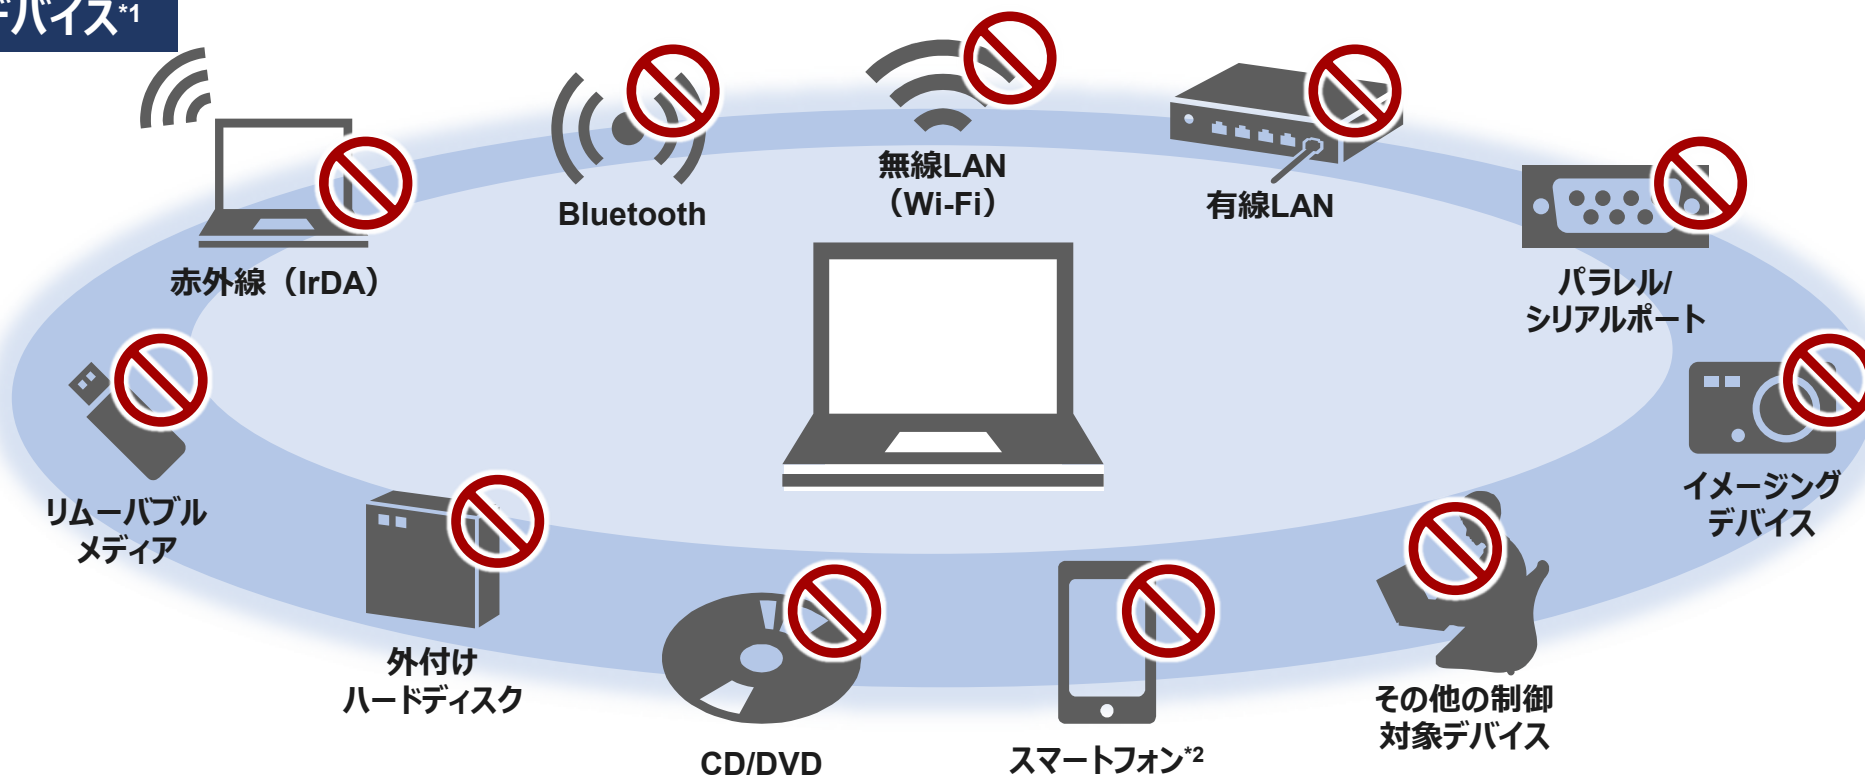 デバイス*1
無線LAN
（Wi-Fi）
Bluetooth
有線LAN
赤外線（IrDA）
パラレル/
シリアルポート
リムーバブル
メディア
イメージング
デバイス
外付け
ハードディスク
その他の制御
対象デバイス
CD/DVD
スマートフォン*2